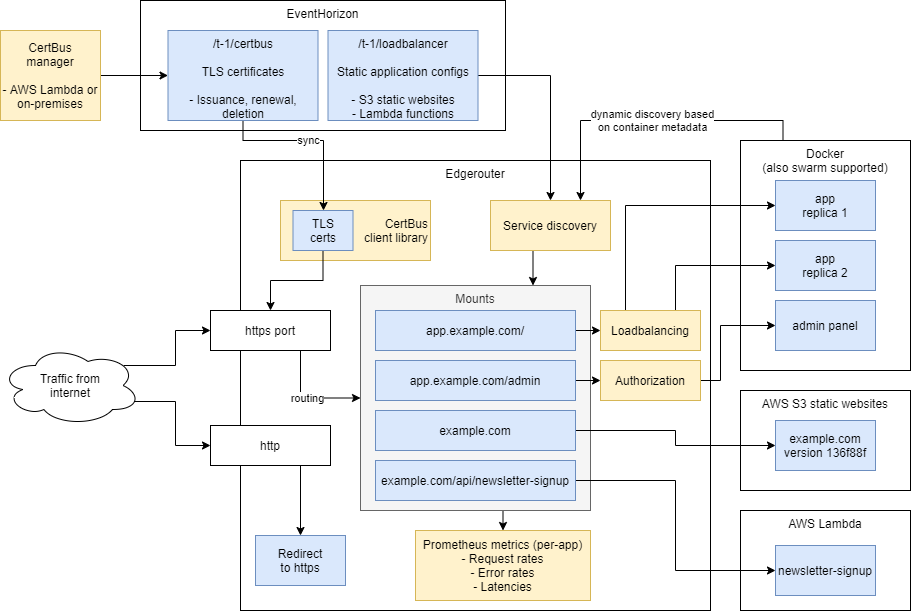 EventHorizon
CertBus
manager
- AWS Lambda or
on-premises
/t-1/certbus
TLS certificates
- Issuance, renewal,
deletion
/t-1/loadbalancer
Static application configs
- S3 static websites
- Lambda functions
sync
dynamic discovery based
on container metadata
Docker
(also swarm supported)
app
replica 1
app
replica 2
admin panel
Edgerouter
TLS
certs
CertBus
client library
Service discovery
Mounts
https port
app.example.com/
Loadbalancing
Traffic from
internet
routing
app.example.com/admin
Authorization
http
example.com
example.com/api/newsletter-signup
AWS S3 static websites
example.com
version 136f88f
Redirect
to https
Prometheus metrics (per-app)
- Request rates
- Error rates
- Latencies
AWS Lambda
newsletter-signup